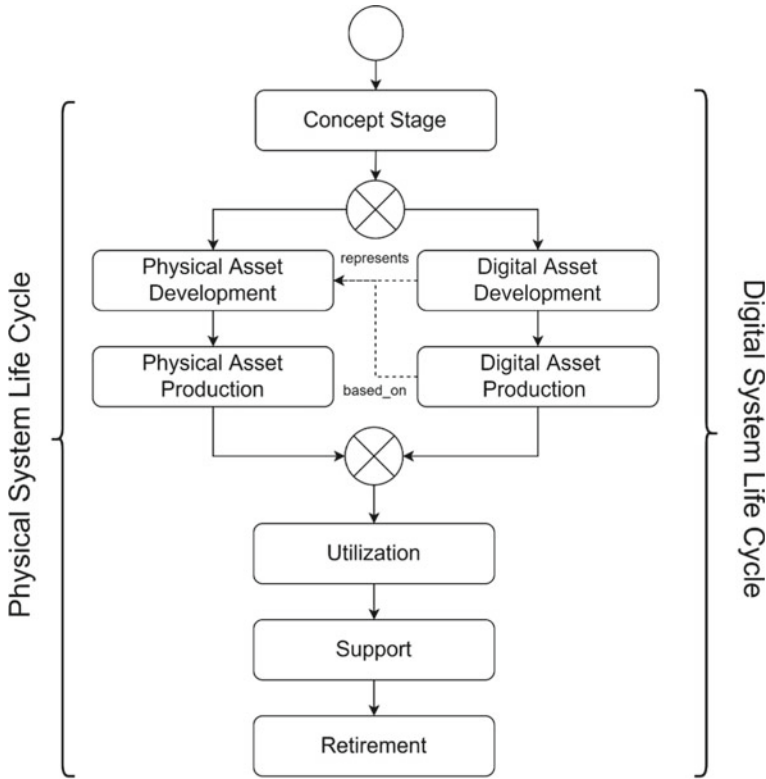 Concept Stage
represents
Physical Asset
Development
Digital Asset
Development
Physical Asset
Production
based_on
Digital Asset
Production
Utilization
Support
Retirement
Physical System Life Cycle
Digital System Life Cycle